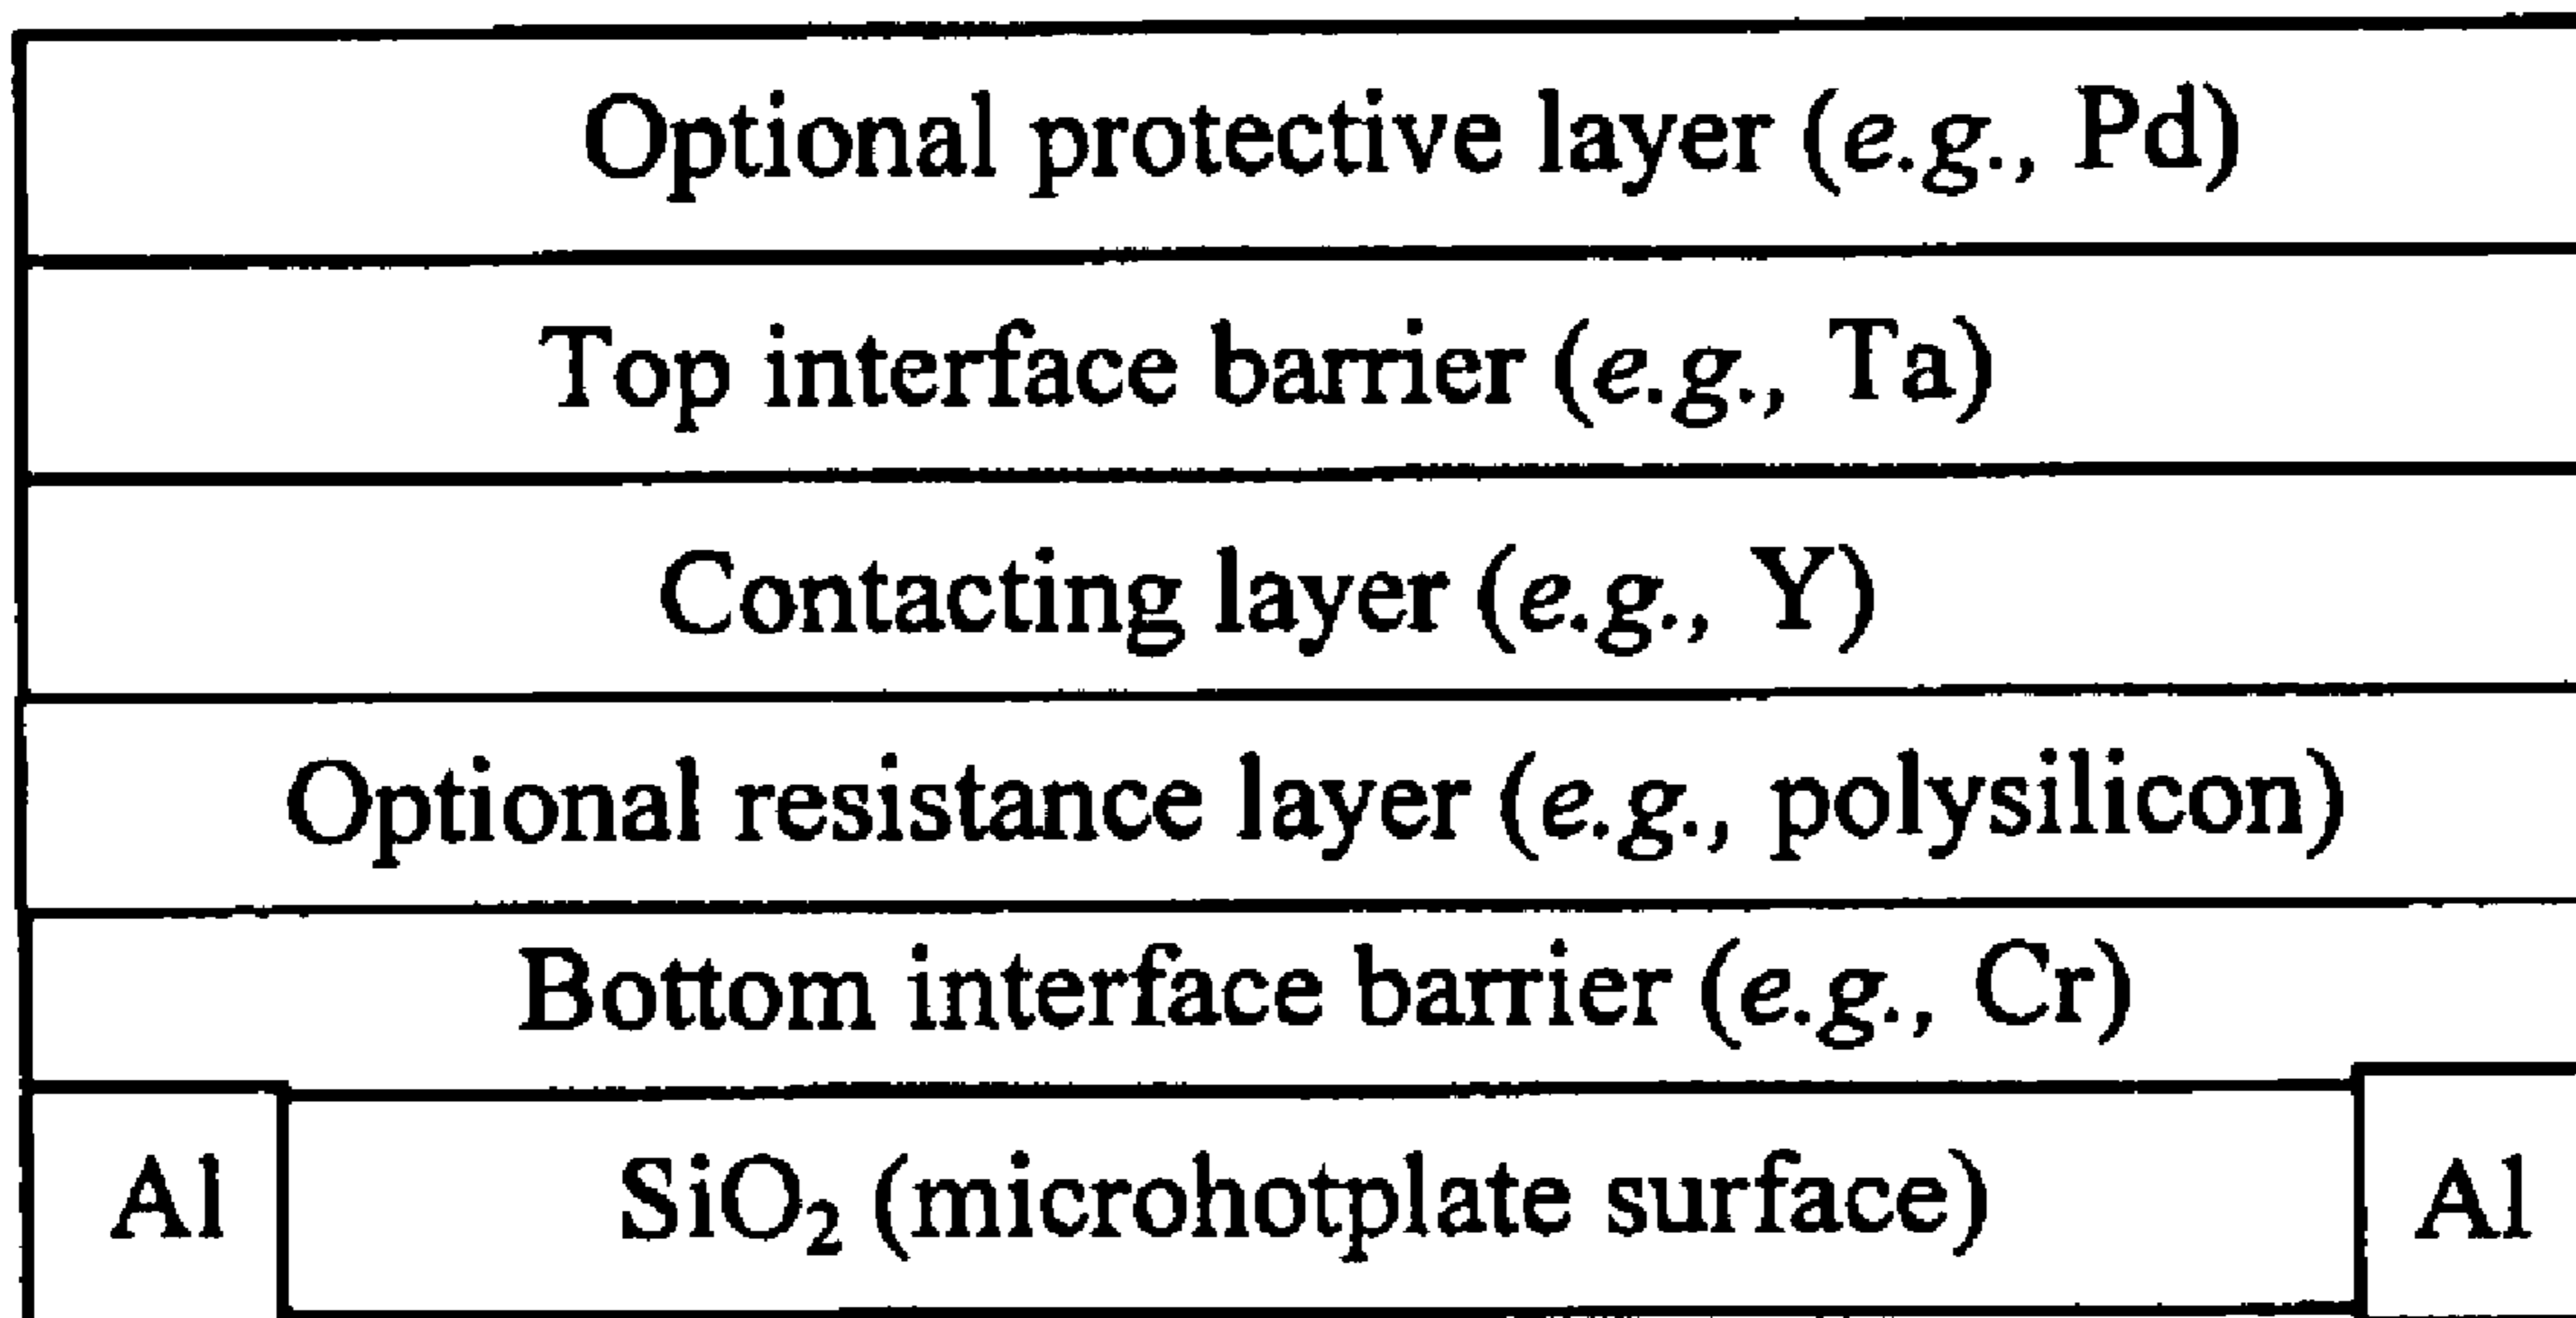 Optional protective layer (e.g., Pd)
Top interface barrier (e.g., Ta)
Contacting layer (e.g., Y)
Optional resistance layer (e.g., polysilicon)
Bottom interface barrier (e.g., Cr)
Al SiO₂ (microhotplate surface) Al